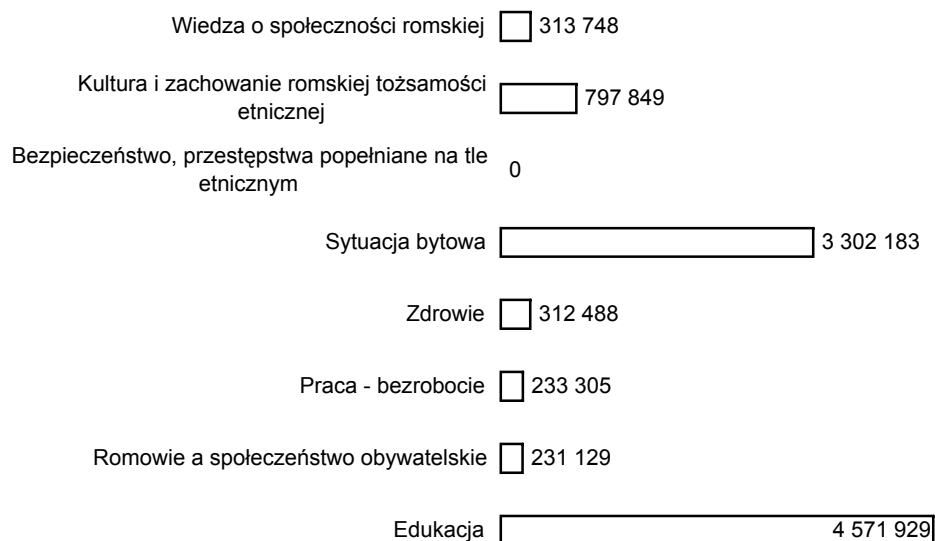 Wiedza o społeczności romskiej 313 748
Kultura i zachowanie romskiej tożsamości
etnicznej 797 849
Bezpieczeństwo, przestępstwa popełniane na tle
etnicznym 0
Sytuacja bytowa 3 302 183
Zdrowie 312 488
Praca - bezrobocie 233 305
Romowie a społeczeństwo obywatelskie 231 129
Edukacja 4 571 929